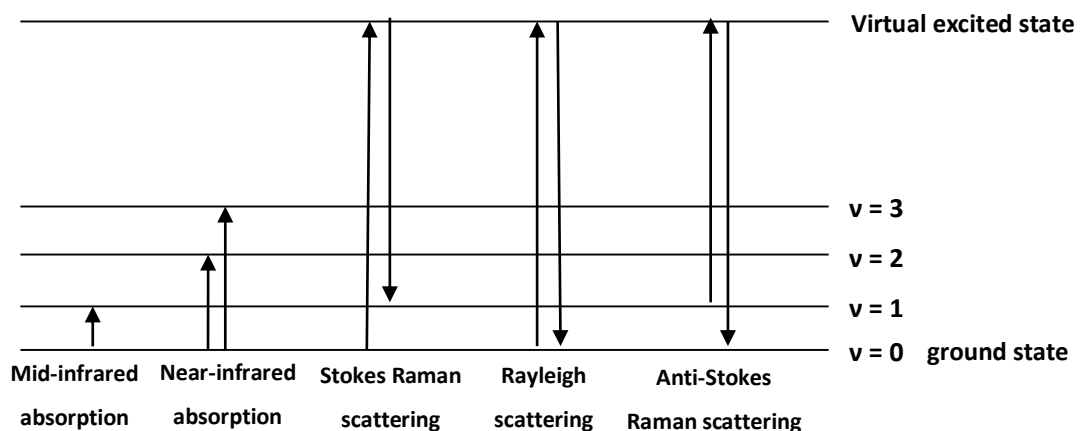 Virtual excited state
ν = 3
ν = 2
ν = 1
ν = 0 ground state
Mid-infrared
absorption
Near-infrared
absorption
Stokes Raman
scattering
Rayleigh
scattering
Anti-Stokes
Raman scattering